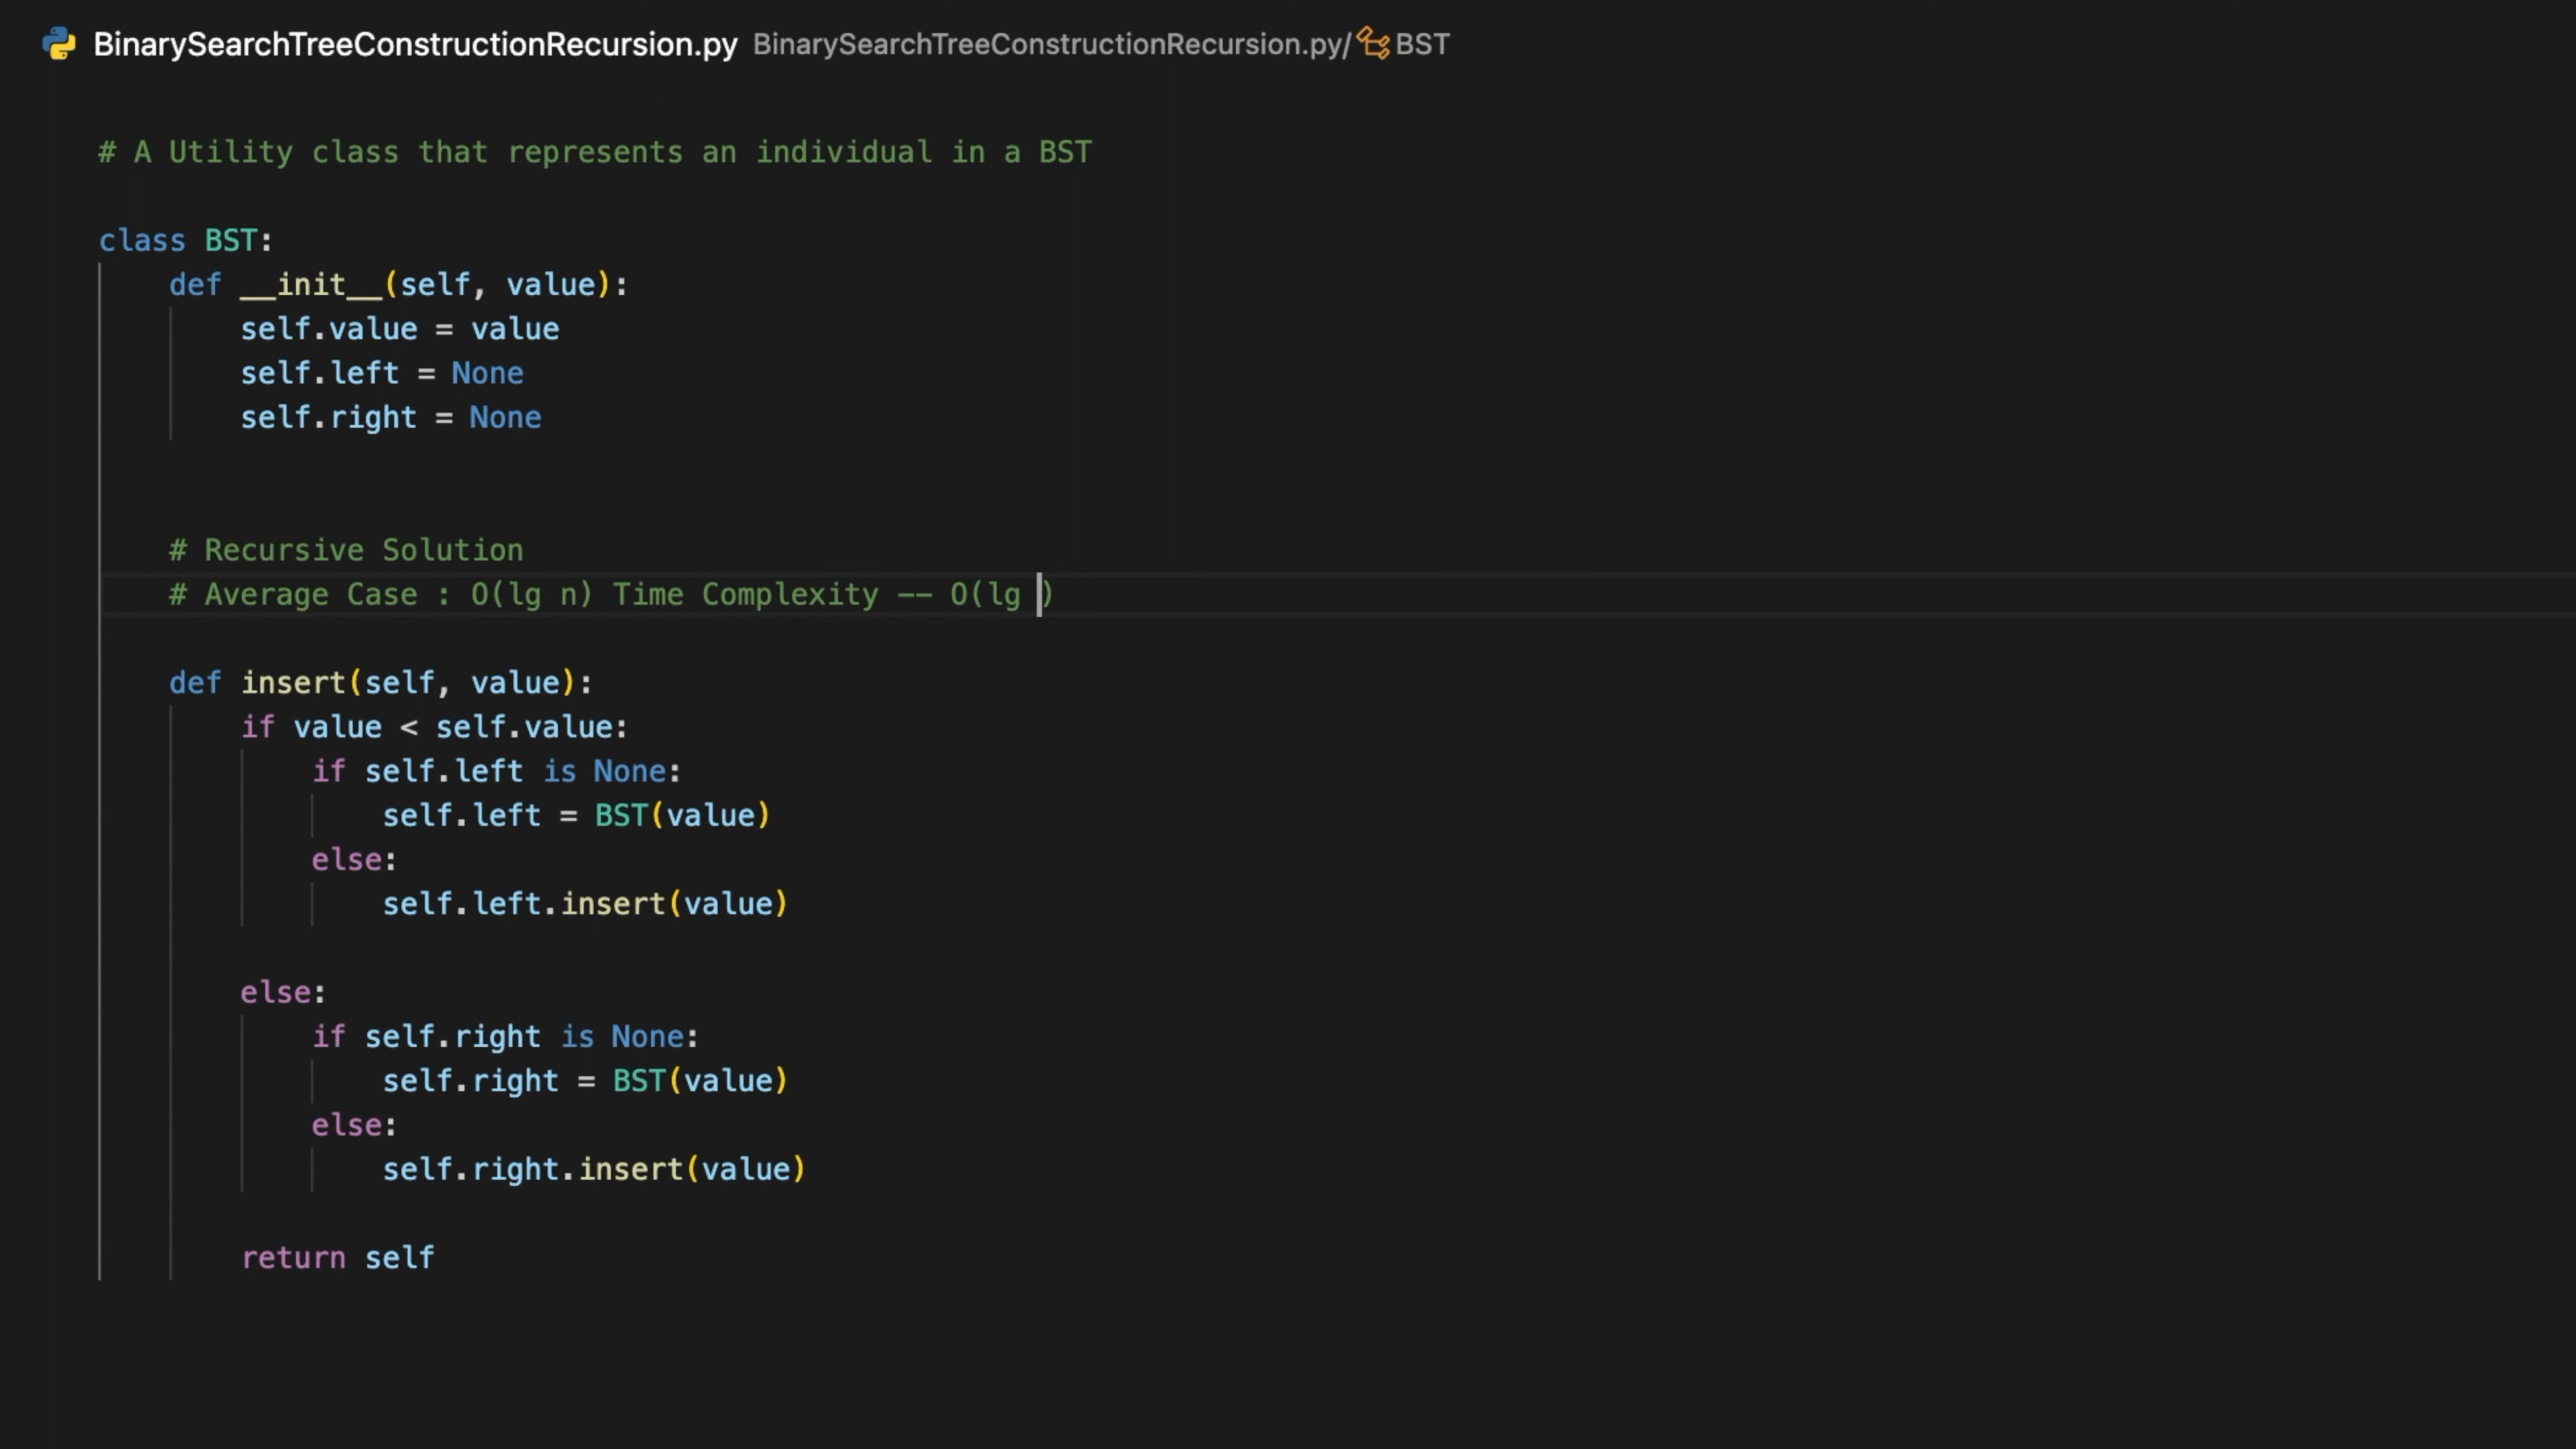 BinarySearchTreeConstructionRecursion.py BinarySearchTreeConstructionRecursion.py/ BST
# A Utility class that represents an individual in a BST
class BST:
    def __init__(self, value):
        self.value = value
        self.left = None
        self.right = None
    # Recursive Solution
    # Average Case : O(lg n) Time Complexity -- O(lg )
    def insert(self, value):
        if value < self.value:
            if self.left is None:
                self.left = BST(value)
            else:
                self.left.insert(value)
        else:
            if self.right is None:
                self.right = BST(value)
            else:
                self.right.insert(value)
        return self